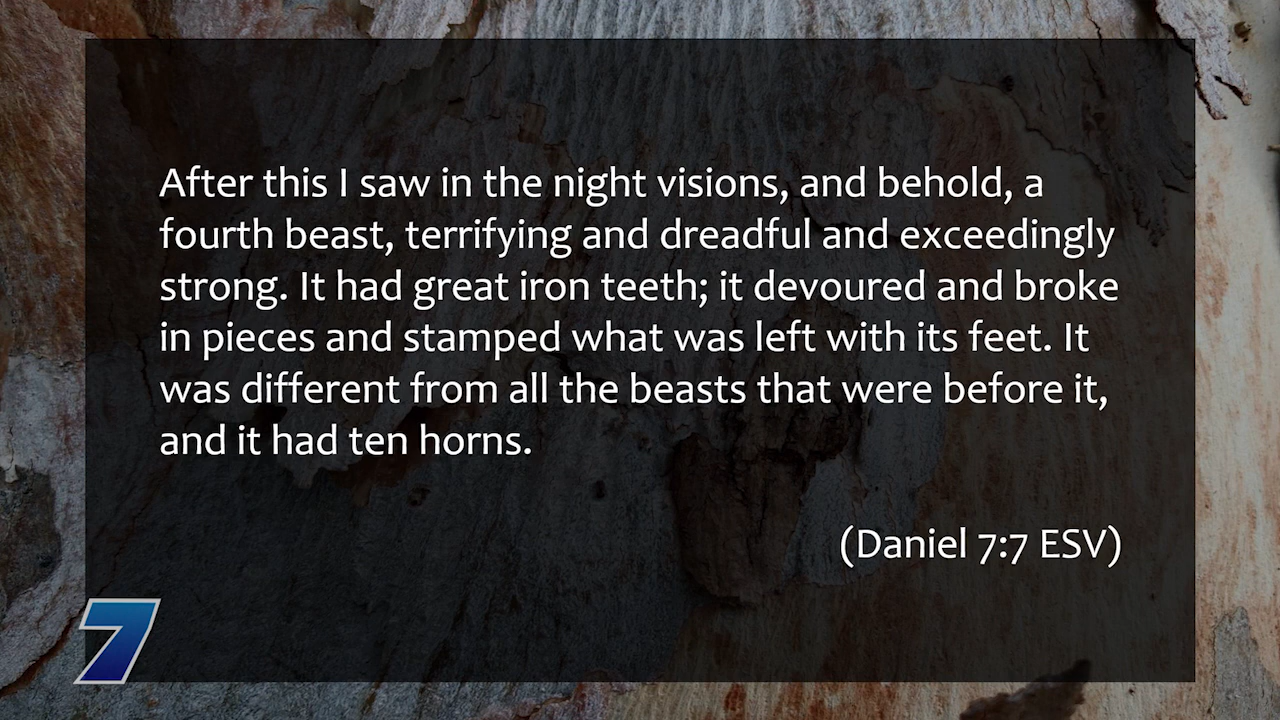 After this I saw in the night visions, and behold, a
fourth beast, terrifying and dreadful and exceedingly
strong. It had great iron teeth; it devoured and broke
in pieces and stamped what was left with its feet. It
was different from all the beasts that were before it,
and it had ten horns.
(Daniel 7:7 ESV)
7